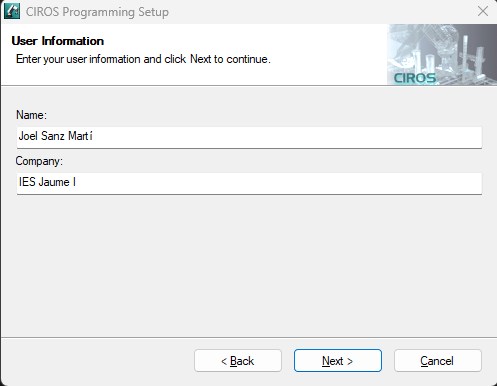 CIROS Programming Setup
User Information
Enter your user information and click Next to continue.
CIROS
Name:
Joel Sanz Martí
Company:
IES Jaume I
< Back
Next >
Cancel